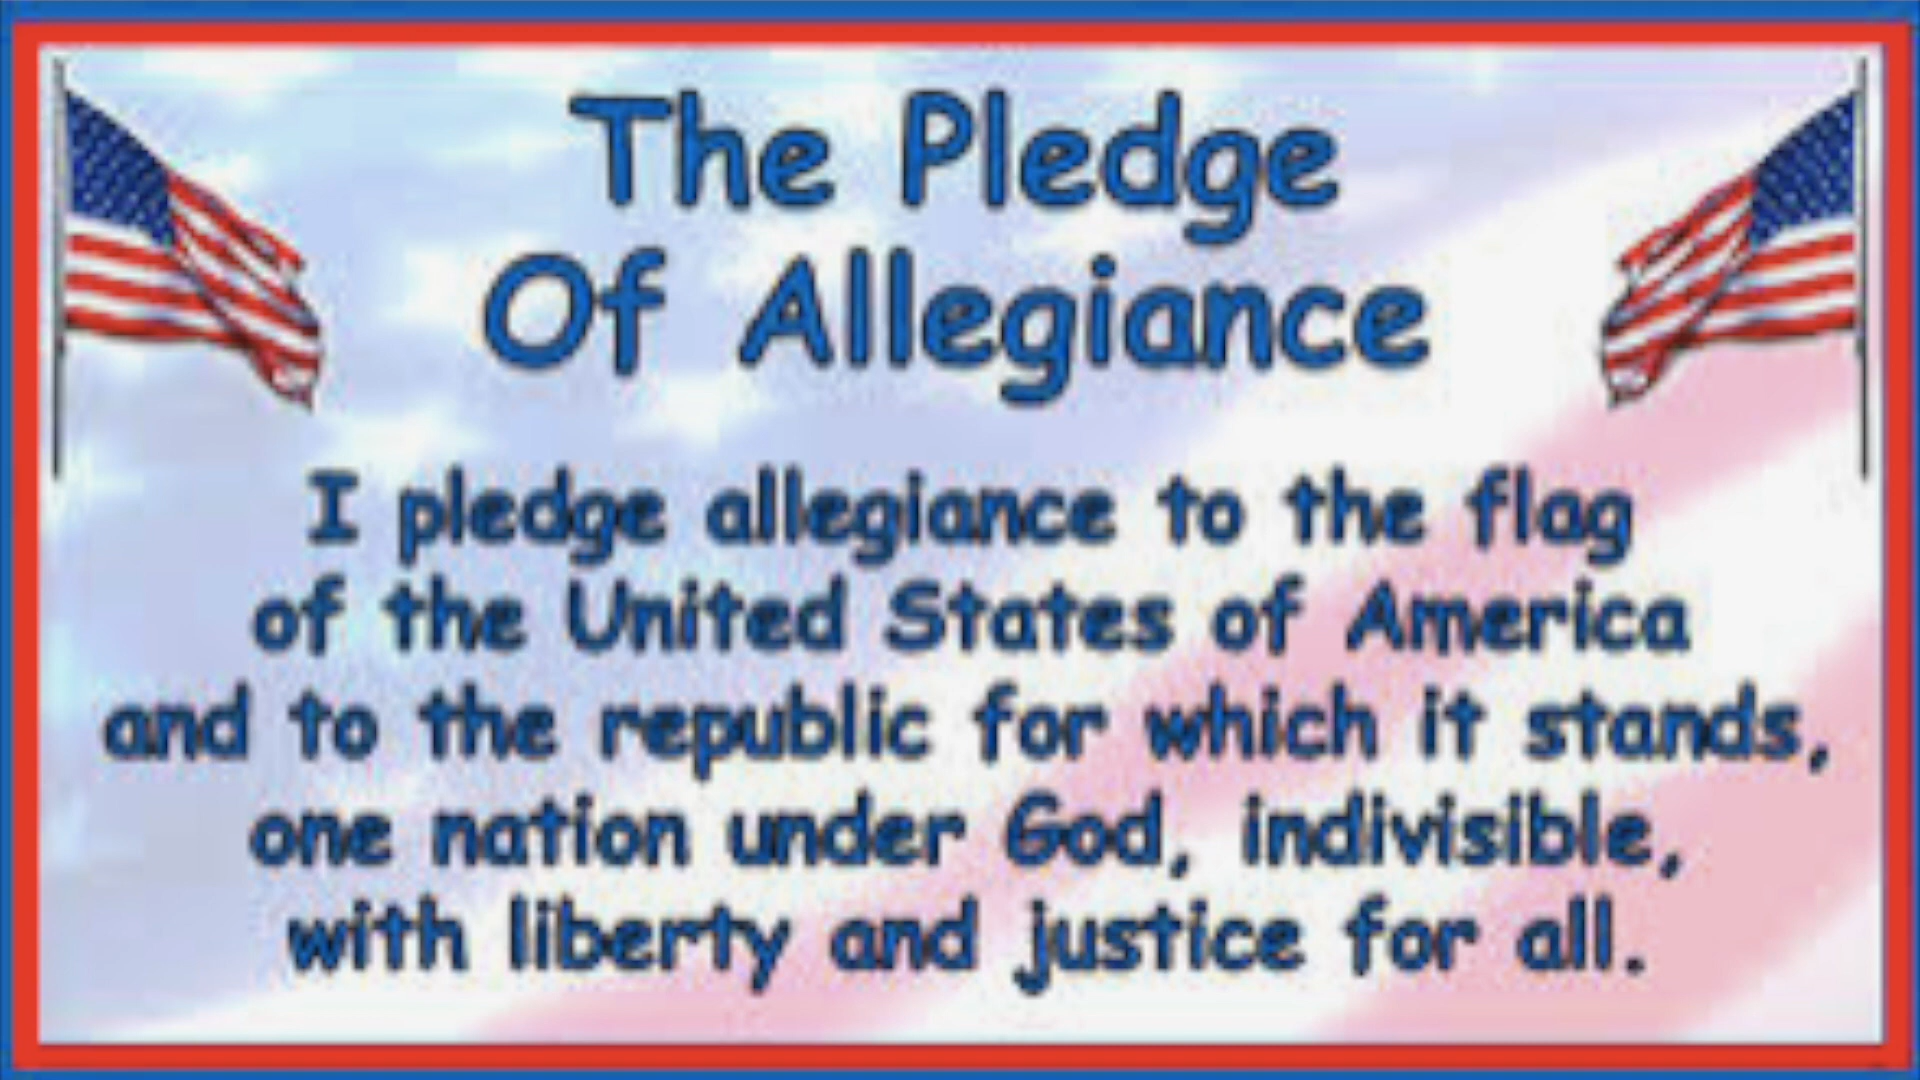 The Pledge
Of Allegiance
I pledge allegiance to the flag
of the United States of America
and to the republic for which it stands,
one nation under God, indivisible,
with liberty and justice for all.